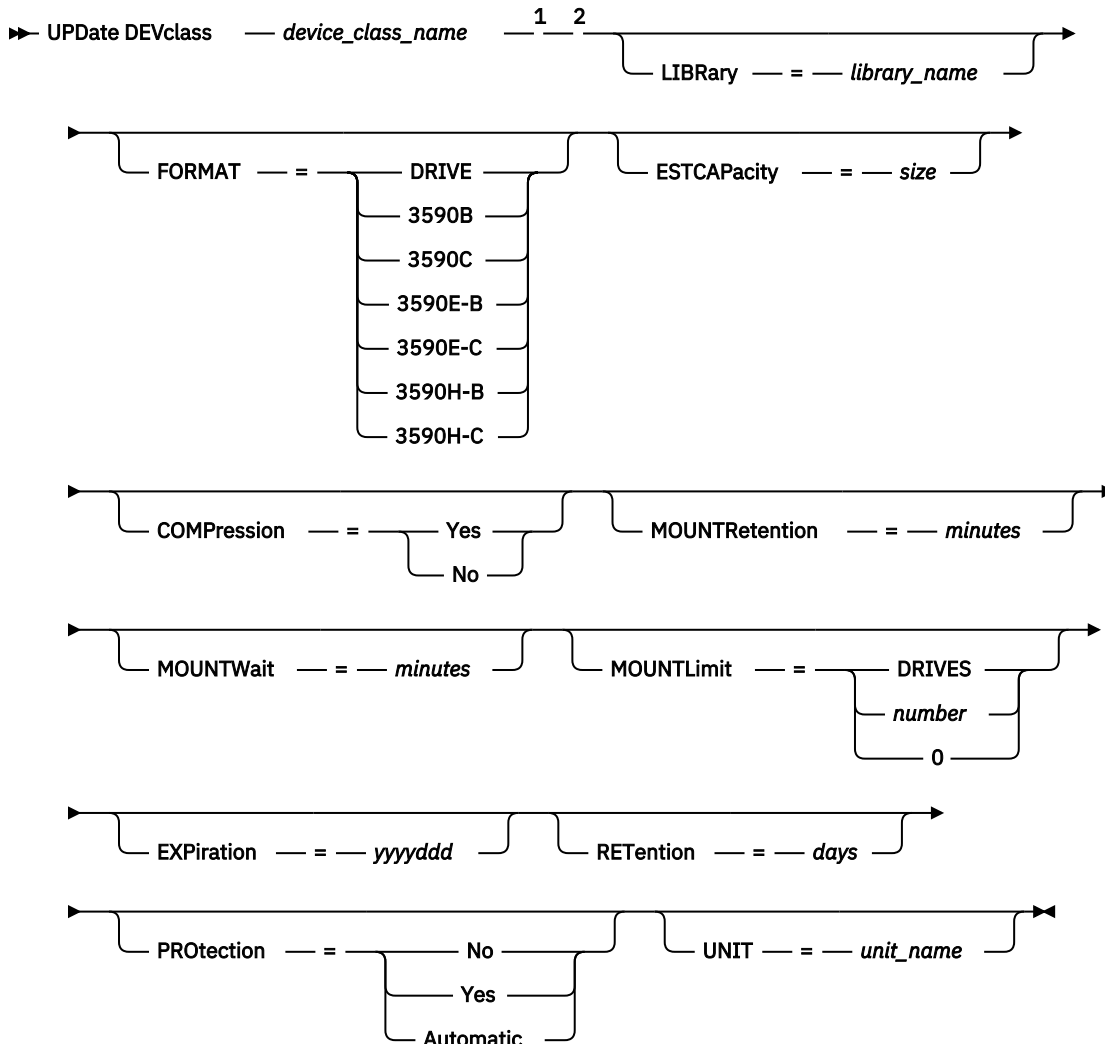 1 2
UPDate DEVclass device_class_name
LIBRary = library_name
FORMAT = DRIVE
3590B
3590C
3590E-B
3590E-C
3590H-B
3590H-C
ESTCAPacity = size
COMPression = Yes
No
MOUNTRetention = minutes
MOUNTWait = minutes
MOUNTLimit = DRIVES
number
0
EXPiration = yyyyddd
RETention = days
PROtection = No
Yes
Automatic
UNIT = unit_name